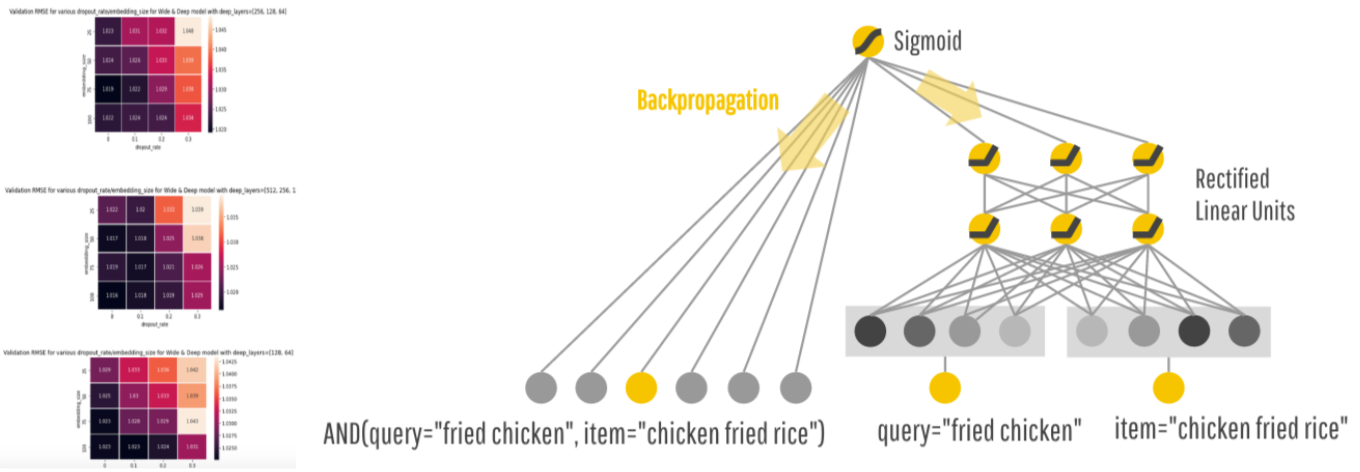 Validation RMSE for various dropout_rate/embedding_size for Wide & Deep model with deep_layers=[256, 128, 64]
25 1.023 1.031 1.032 1.048
50 1.024 1.026 1.035
75 1.019 1.022 1.029 1.038
100 1.022 1.024 1.024 1.034
0 0.1 0.2 0.3
dropout_rate
embedding_size
1.045
1.040
1.035
1.030
1.025
1.020
Validation RMSE for various dropout_rate/embedding_size for Wide & Deep model with deep_layers=[512, 256, 1
25 1.022 1.02 1.039
1.017 1.018 1.025 1.038
75 1.019 1.017 1.021 1.026
100 1.016 1.018 1.019 1.025
0 0.1 0.2 0.3
dropout_rate
embedding_size
1.035
1.030
1.025
1.020
Validation RMSE for various dropout_rate/embedding_size for Wide & Deep model with deep_layers=[128, 64]
25 1.029 1.033 1.042
1.025 1.03 1.033 1.039
75 1.023 1.028 1.029 1.043
100 1.023 1.023 1.024 1.031
0 0.1 0.2 0.3
embedding_size
1.0425
1.0400
1.0375
1.0350
1.0325
1.0300
1.0275
1.0250
Sigmoid
Backpropagation
Rectified
Linear Units
AND(query="fried chicken", item="chicken fried rice")
query="fried chicken"
item="chicken fried rice"